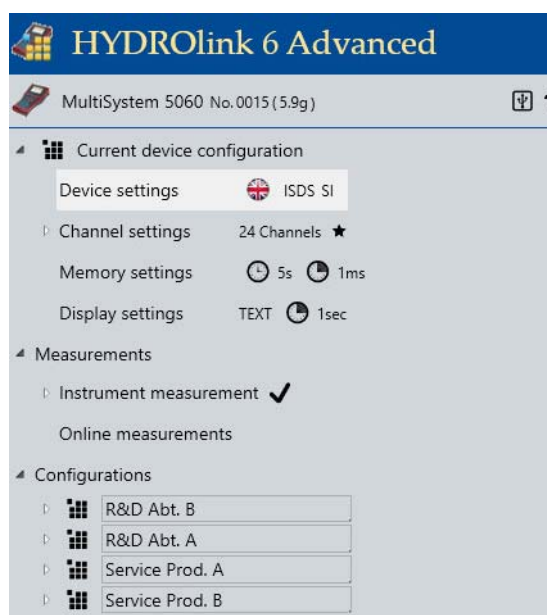 HYDROlink 6 Advanced
MultiSystem 5060 No.0015 (5.9g)
Current device configuration
Device settings ISDS SI
Channel settings 24 Channels
Memory settings 5s 1ms
Display settings TEXT 1sec
Measurements
Instrument measurement
Online measurements
Configurations
R&D Abt. B
R&D Abt. A
Service Prod. A
Service Prod. B